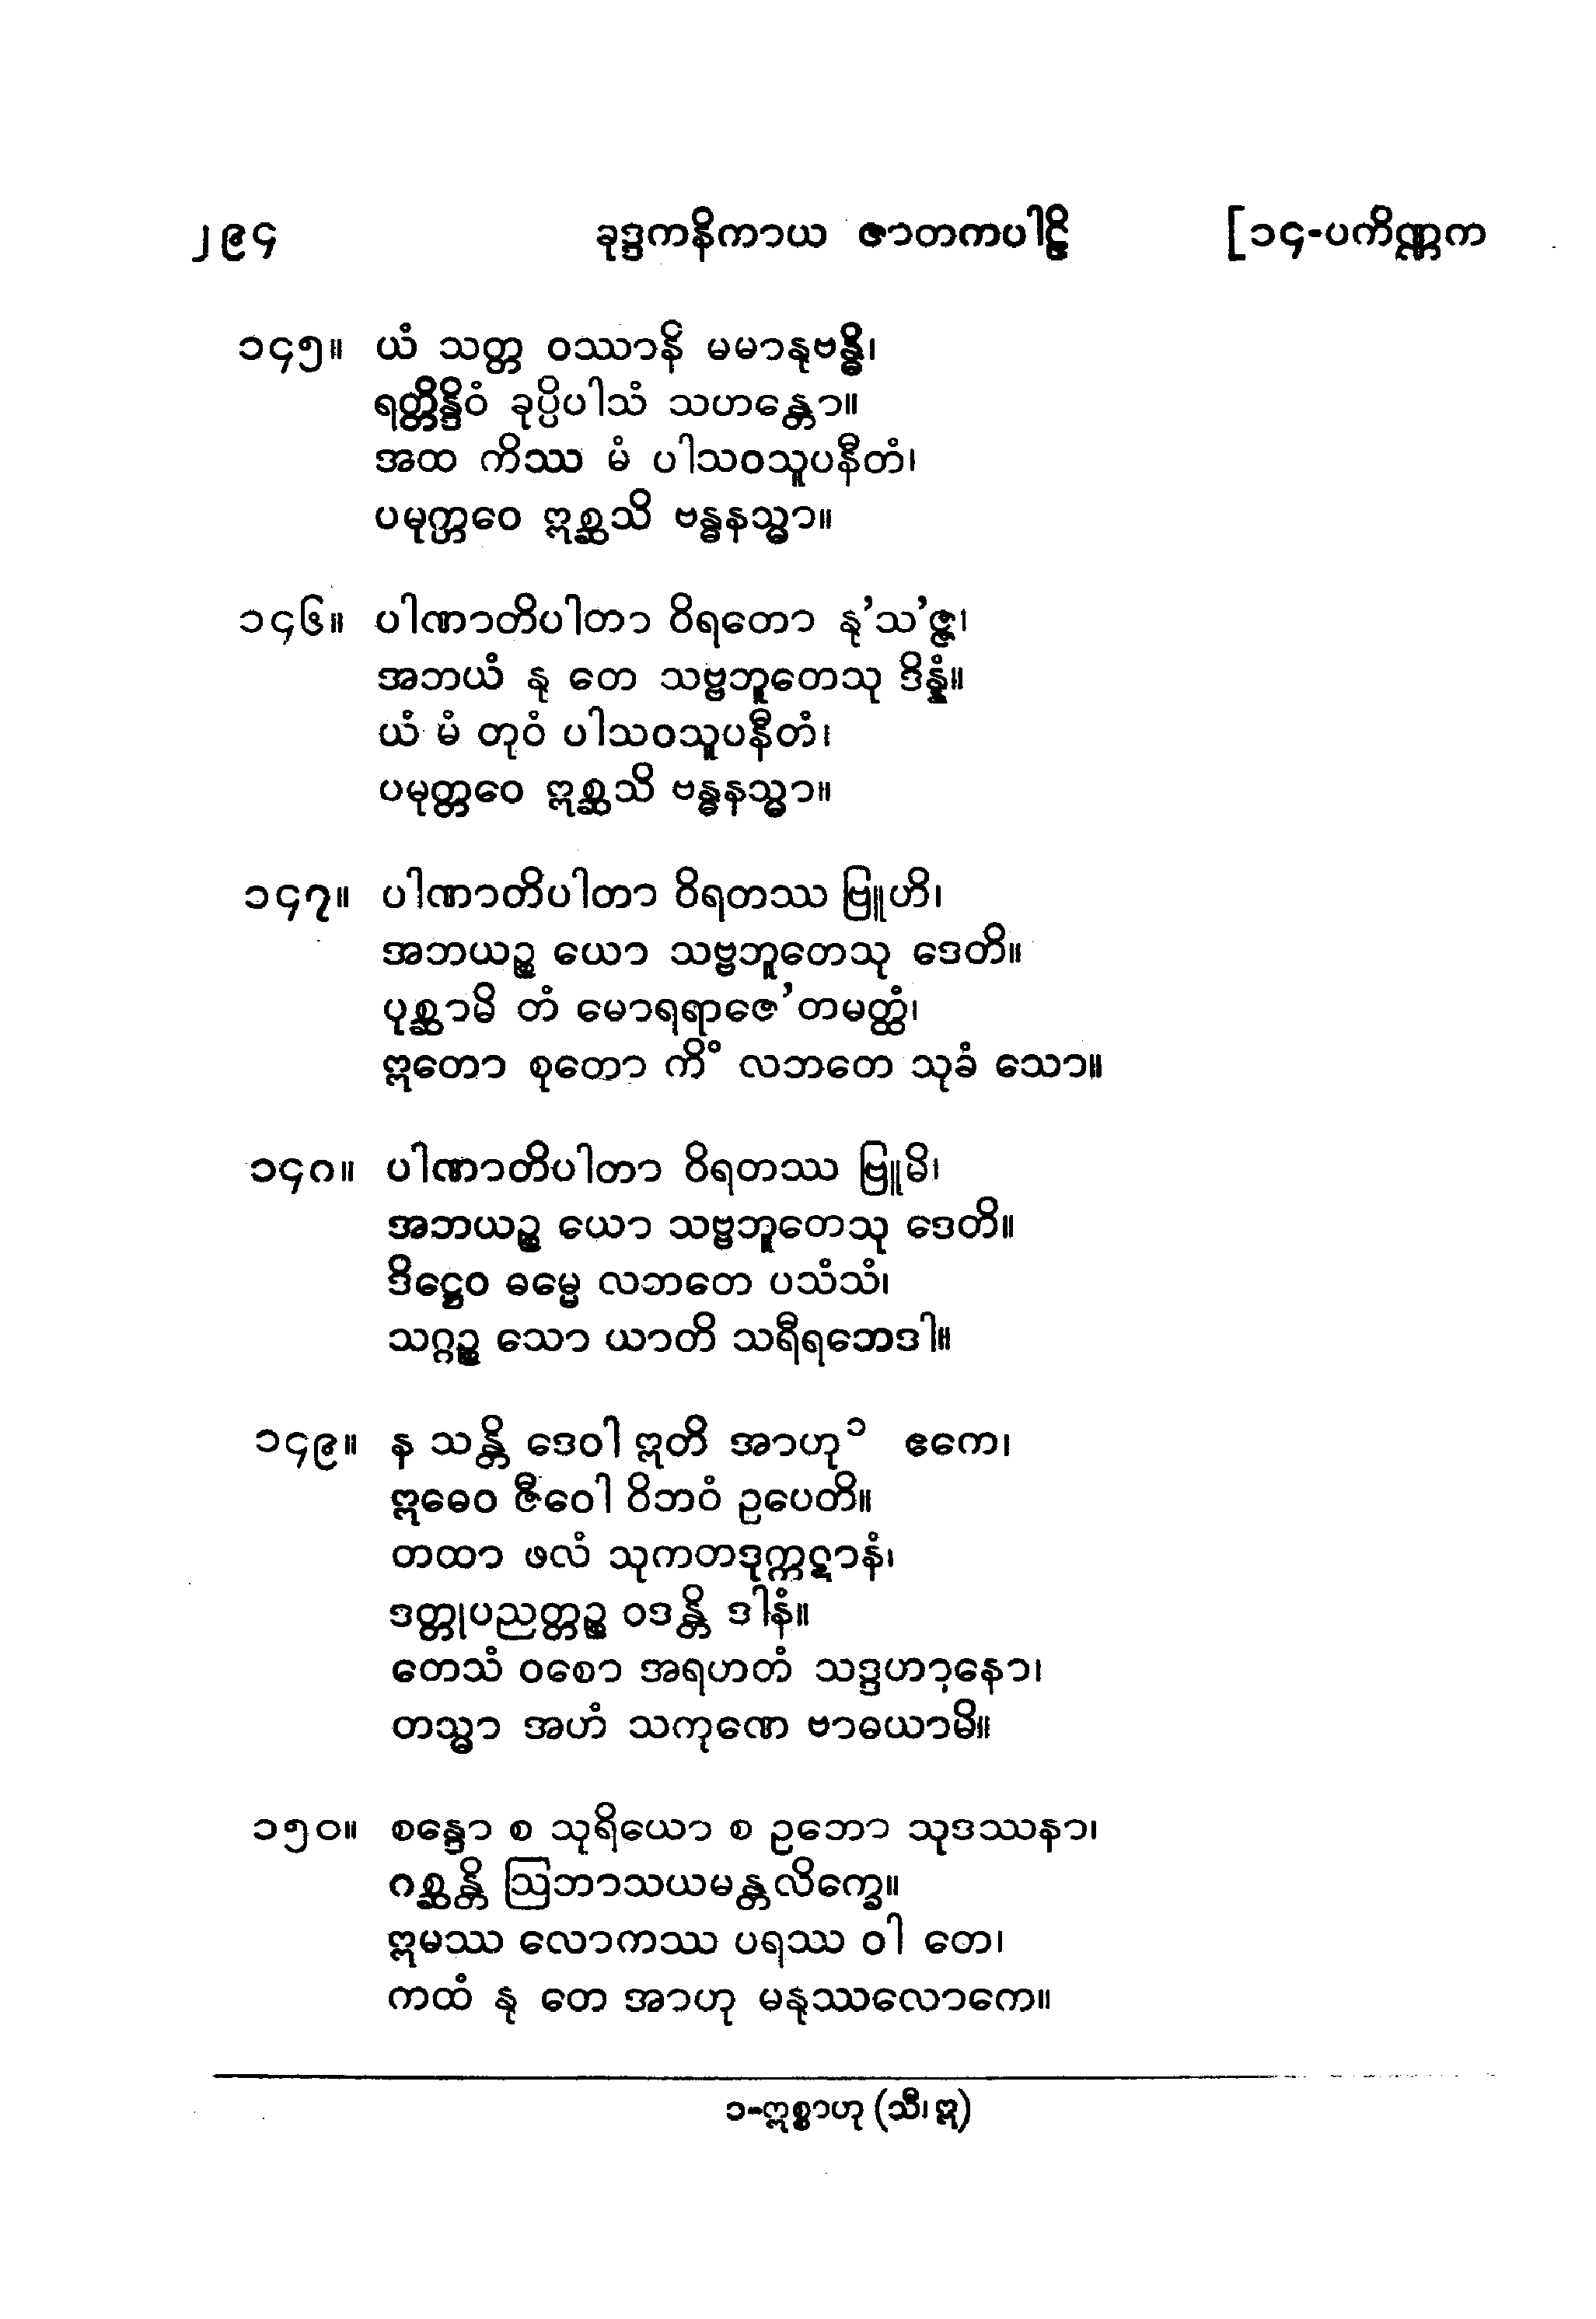 ၂၉၄ ခုဒ္ဒကနိကာယ ဇာတကပါဠိ [၁၄-ပကိဏ္ဏက
၁၄၅။ ယံ သတ္တ ဝဿာနိ မမာနုဗန္ဓိ၊
ရတ္တိန္ဒိဝံ ခုပ္ပိပါသံ သဟန္တော။
အထ ကိဿ မံ ပါသဝသူပနီတံ၊
ပမုတ္တဝေ ဣစ္ဆသိ ဗန္ဓနသ္မာ။
၁၄၆။ ပါဏာတိပါတာ ဝိရတော နု’သ’ဇ္ဇ၊
အဘယံ နု တေ သဗ္ဗဘူတေသု ဒိန္နံ။
ယံ မံ တုဝံ ပါသဝသူပနီတံ၊
ပမုတ္တဝေ ဣစ္ဆသိ ဗန္ဓနသ္မာ။
၁၄၇။ ပါဏာတိပါတာ ဝိရတဿ ဗြူဟိ၊
အဘယဉ္စ ယော သဗ္ဗဘူတေသု ဒေတိ။
ပုစ္ဆာမိ တံ မောရရာဇေ’တမတ္ထံ၊
ဣတော စုတော ကိံ လဘတေ သုခံ သော။
၁၄၈။ ပါဏာတိပါတာ ဝိရတဿ ဗြူမိ၊
အဘယဉ္စ ယော သဗ္ဗဘူတေသု ဒေတိ။
ဒိဋ္ဌေဝ ဓမ္မေ လဘတေ ပသံသံ၊
သဂ္ဂဉ္စ သော ယာတိ သရီရဘေဒါ။
၁၄၉။ န သန္တိ ဒေဝါ ဣတိ အာဟု ၁ ဧကေ၊
ဣဓေဝ ဇီဝေါ ဝိဘဝံ ဥပေတိ။
တထာ ဖလံ သုကတဒုက္ကဋာနံ၊
ဒတ္တုပညတ္တဉ္စ ဝဒန္တိ ဒါနံ။
တေသံ ဝစော အရဟတံ သဒ္ဒဟာနော၊
တသ္မာ အဟံ သကုဏေ ဗာဓယာမိ။
၁၅၀။ စန္ဒော စ သုရိယော စ ဥဘော သုဒဿနာ၊
ဂစ္ဆန္တိ ဩဘာသယမန္တလိက္ခေ။
ဣမဿ လောကဿ ပရဿ ဝါ တေ၊
ကထံ နု တေ အာဟု မနုဿလောကေ။
၁-ဣစ္စာဟု (သီ၊ ဣ)